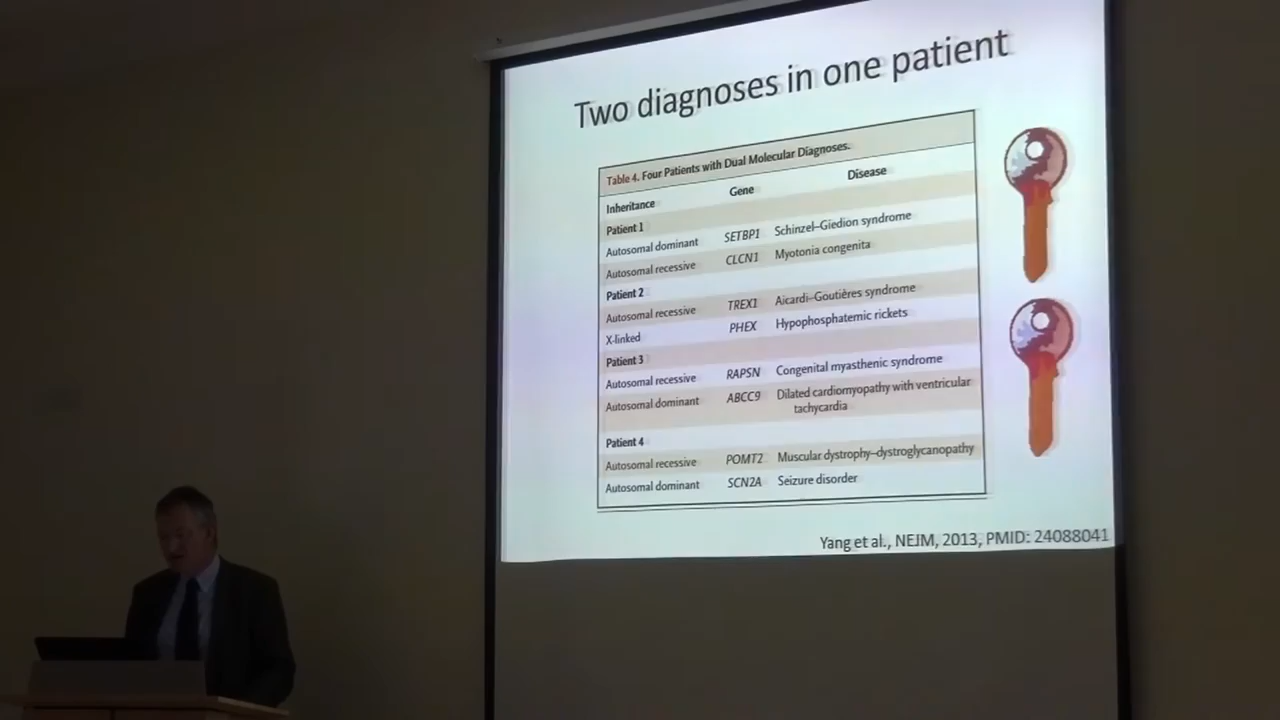 Two diagnoses in one patient
Table 4. Four Patients with Dual Molecular Diagnoses.
Inheritance Gene Disease
Patient 1
Autosomal dominant SETBP1 Schinzel–Giedion syndrome
Autosomal recessive CLCN1 Myotonia congenita
Patient 2
Autosomal recessive TREX1 Aicardi–Goutières syndrome
X-linked PHEX Hypophosphatemic rickets
Patient 3
Autosomal recessive RAPSN Congenital myasthenic syndrome
Autosomal dominant ABCC9 Dilated cardiomyopathy with ventricular
tachycardia
Patient 4
Autosomal recessive POMT2 Muscular dystrophy–dystroglycanopathy
Autosomal dominant SCN2A Seizure disorder
Yang et al., NEJM, 2013, PMID: 24088041